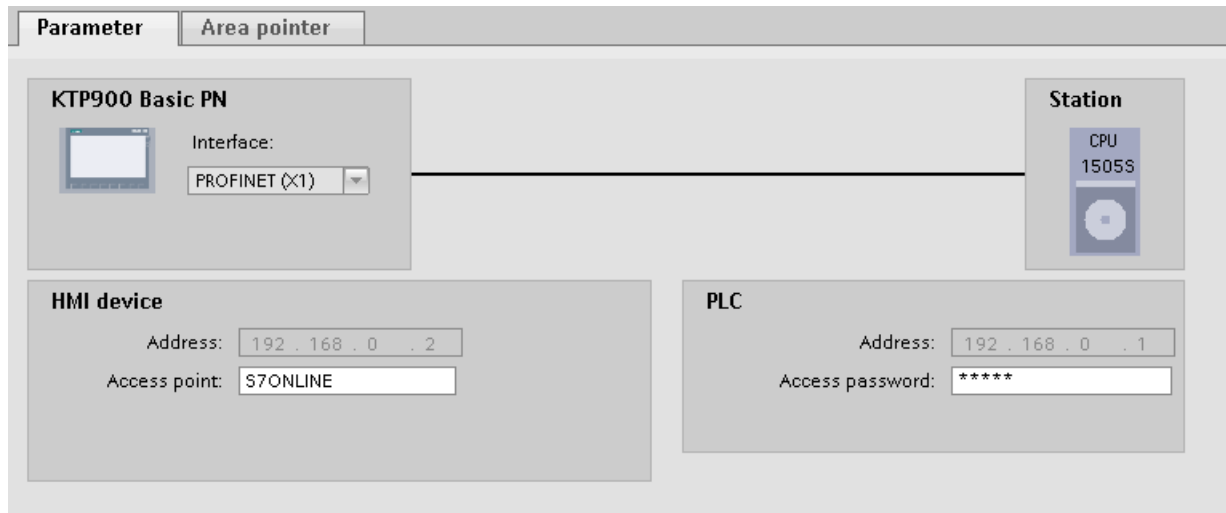 Parameter
Area pointer
KTP900 Basic PN
Interface:
PROFINET (X1)
Station
CPU
1505S
HMI device
Address: 192 . 168 . 0 . 2
Access point: S7ONLINE
PLC
Address: 192 . 168 . 0 . 1
Access password: *****